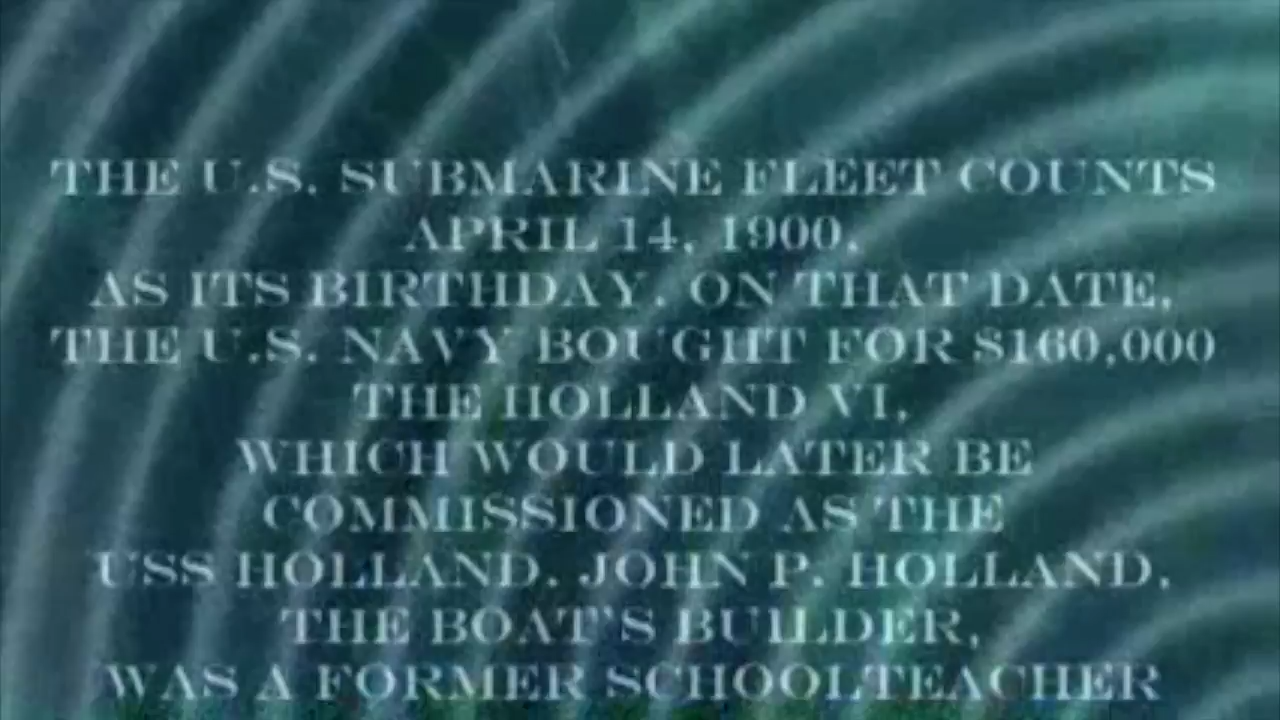 THE U.S. SUBMARINE FLEET COUNTS
APRIL 14, 1900,
AS ITS BIRTHDAY. ON THAT DATE,
THE U.S. NAVY BOUGHT FOR $160,000
THE HOLLAND VI,
WHICH WOULD LATER BE
COMMISSIONED AS THE
USS HOLLAND. JOHN P. HOLLAND,
THE BOAT'S BUILDER,
WAS A FORMER SCHOOLTEACHER